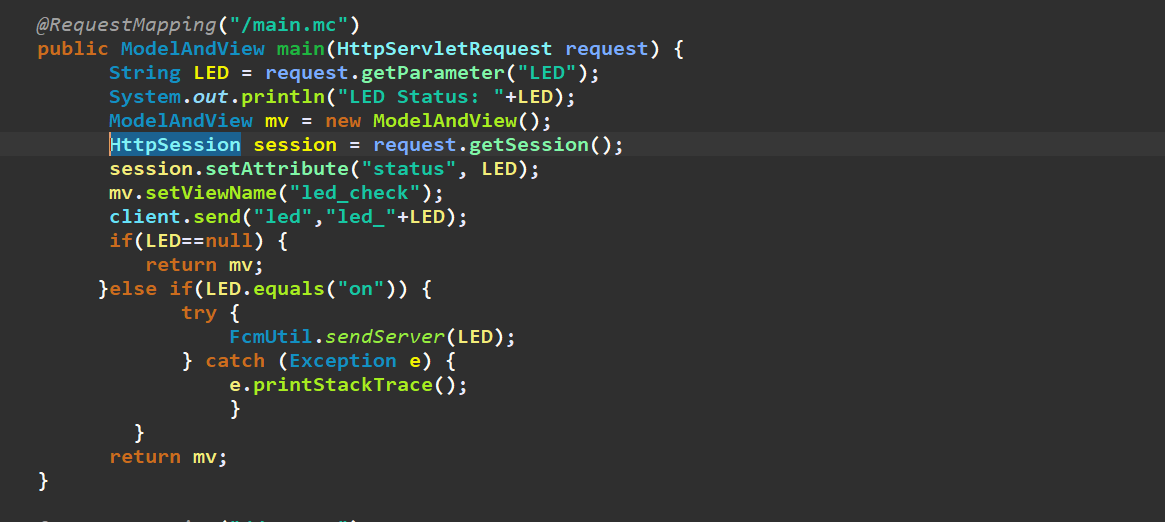 @RequestMapping("/main.mc")
public ModelAndView main(HttpServletRequest request) {
String LED = request.getParameter("LED");
System.out.println("LED Status: "+LED);
ModelAndView mv = new ModelAndView();
HttpSession session = request.getSession();
session.setAttribute("status", LED);
mv.setViewName("led_check");
client.send("led","led_"+LED);
if(LED==null) {
return mv;
}else if(LED.equals("on")) {
try {
FcmUtil.sendServer(LED);
} catch (Exception e) {
e.printStackTrace();
}
}
return mv;
}